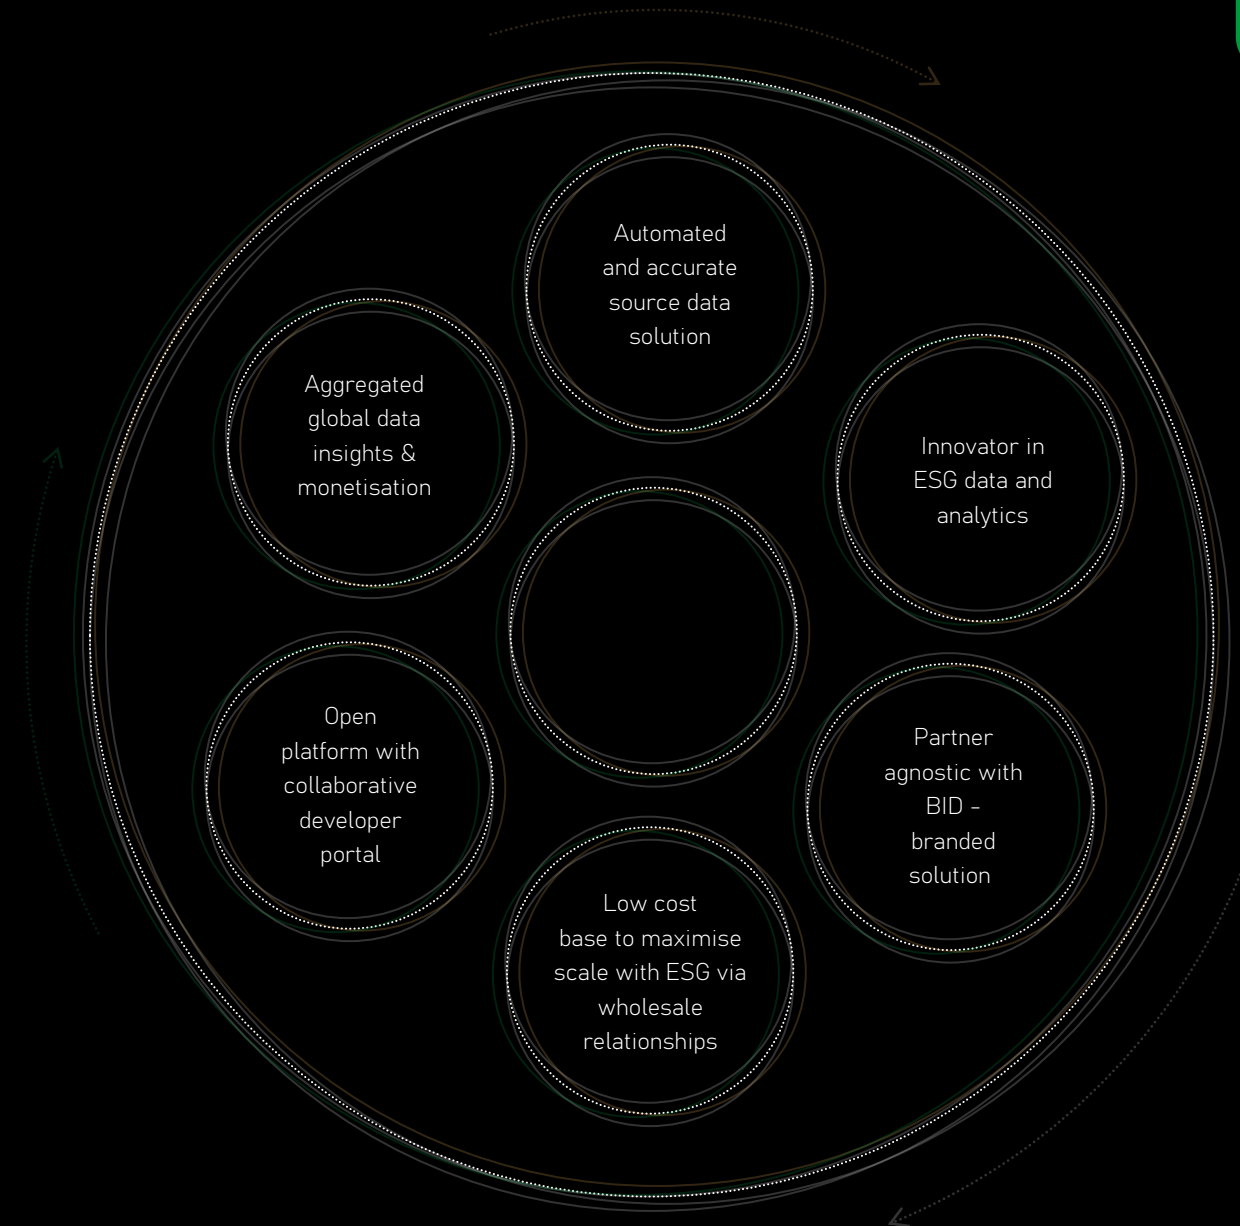 Automated
and accurate
source data
solution
Aggregated
global data
insights &
monetisation
Innovator in
ESG data and
analytics
Open
platform with
collaborative
developer
portal
Partner
agnostic with
BID -
branded
solution
Low cost
base to maximise
scale with ESG via
wholesale
relationships